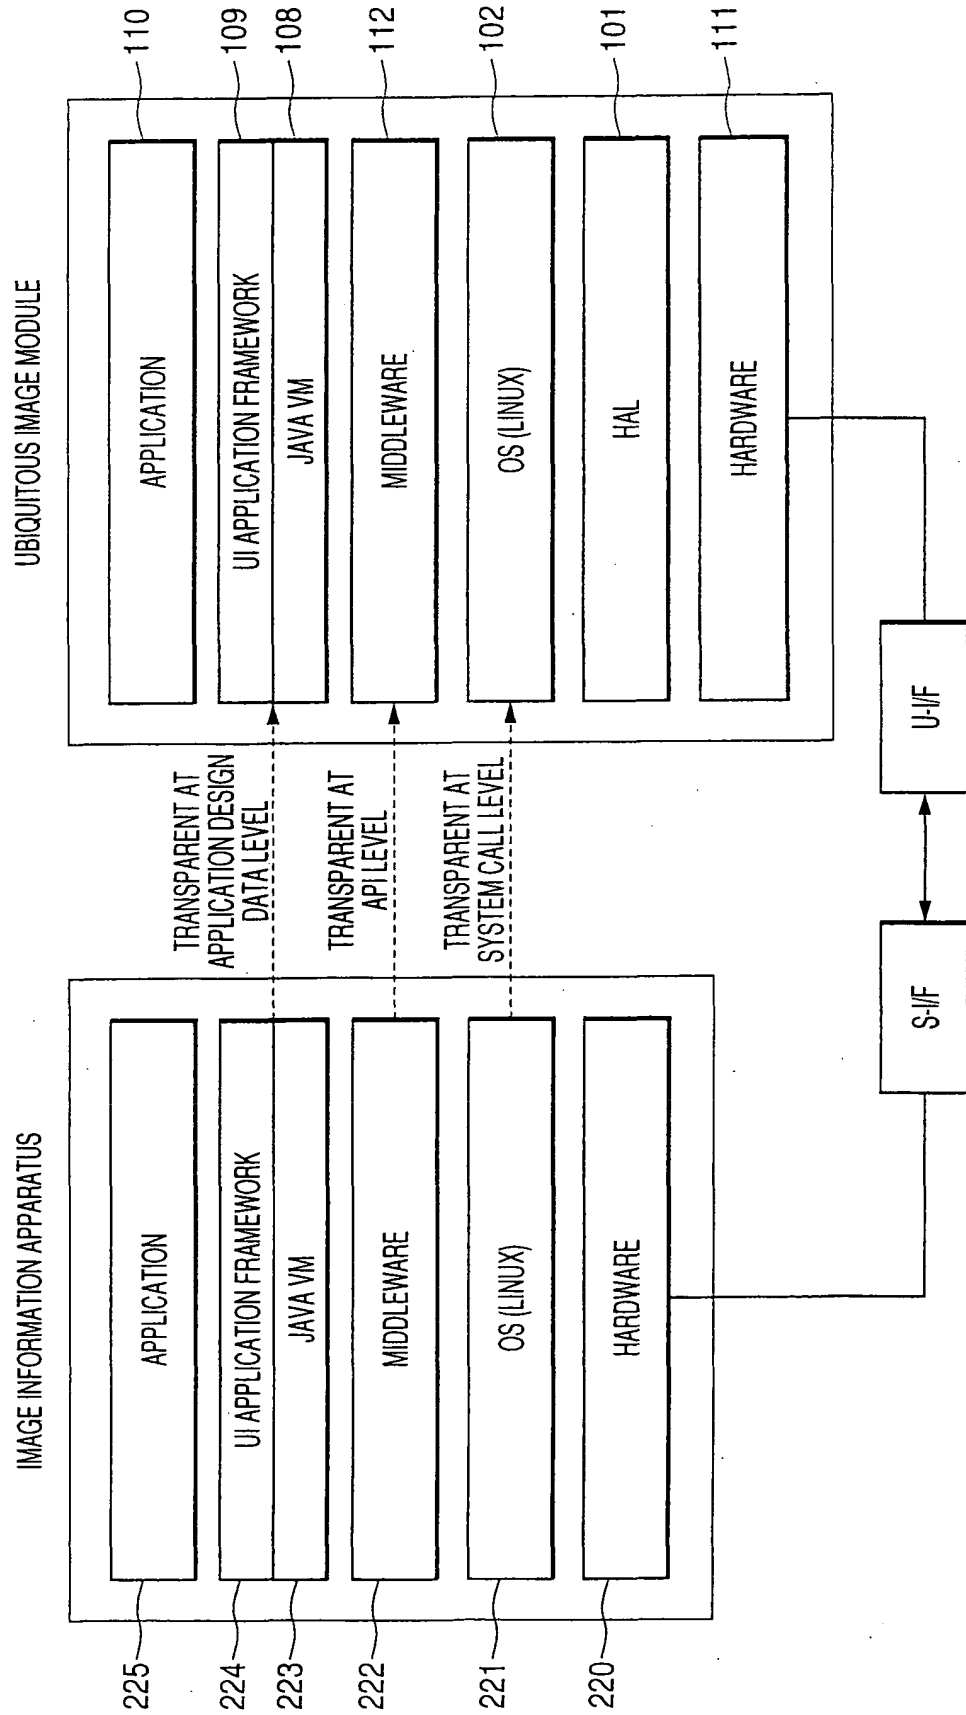 IMAGE INFORMATION APPARATUS
225
APPLICATION
224
UI APPLICATION FRAMEWORK
223
JAVA VM
222
MIDDLEWARE
221
OS (LINUX)
220
HARDWARE
TRANSPARENT AT
APPLICATION DESIGN
DATA LEVEL
TRANSPARENT AT
API LEVEL
TRANSPARENT AT
SYSTEM CALL LEVEL
UBIQUITOUS IMAGE MODULE
APPLICATION
110
UI APPLICATION FRAMEWORK
109
JAVA VM
108
MIDDLEWARE
112
OS (LINUX)
102
HAL
101
HARDWARE
111
S-I/F
U-I/F